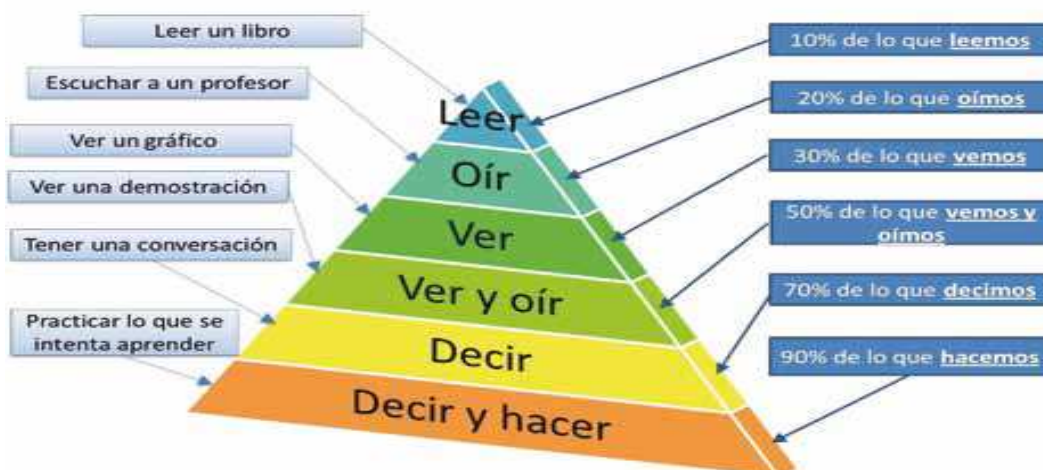 Leer un libro
Escuchar a un profesor
Ver un gráfico
Ver una demostración
Tener una conversación
Practicar lo que se
intenta aprender
Leer
Oír
Ver
Ver y oír
Decir
Decir y hacer
10% de lo que leemos
20% de lo que oímos
30% de lo que vemos
50% de lo que vemos y
oímos
70% de lo que decimos
90% de lo que hacemos